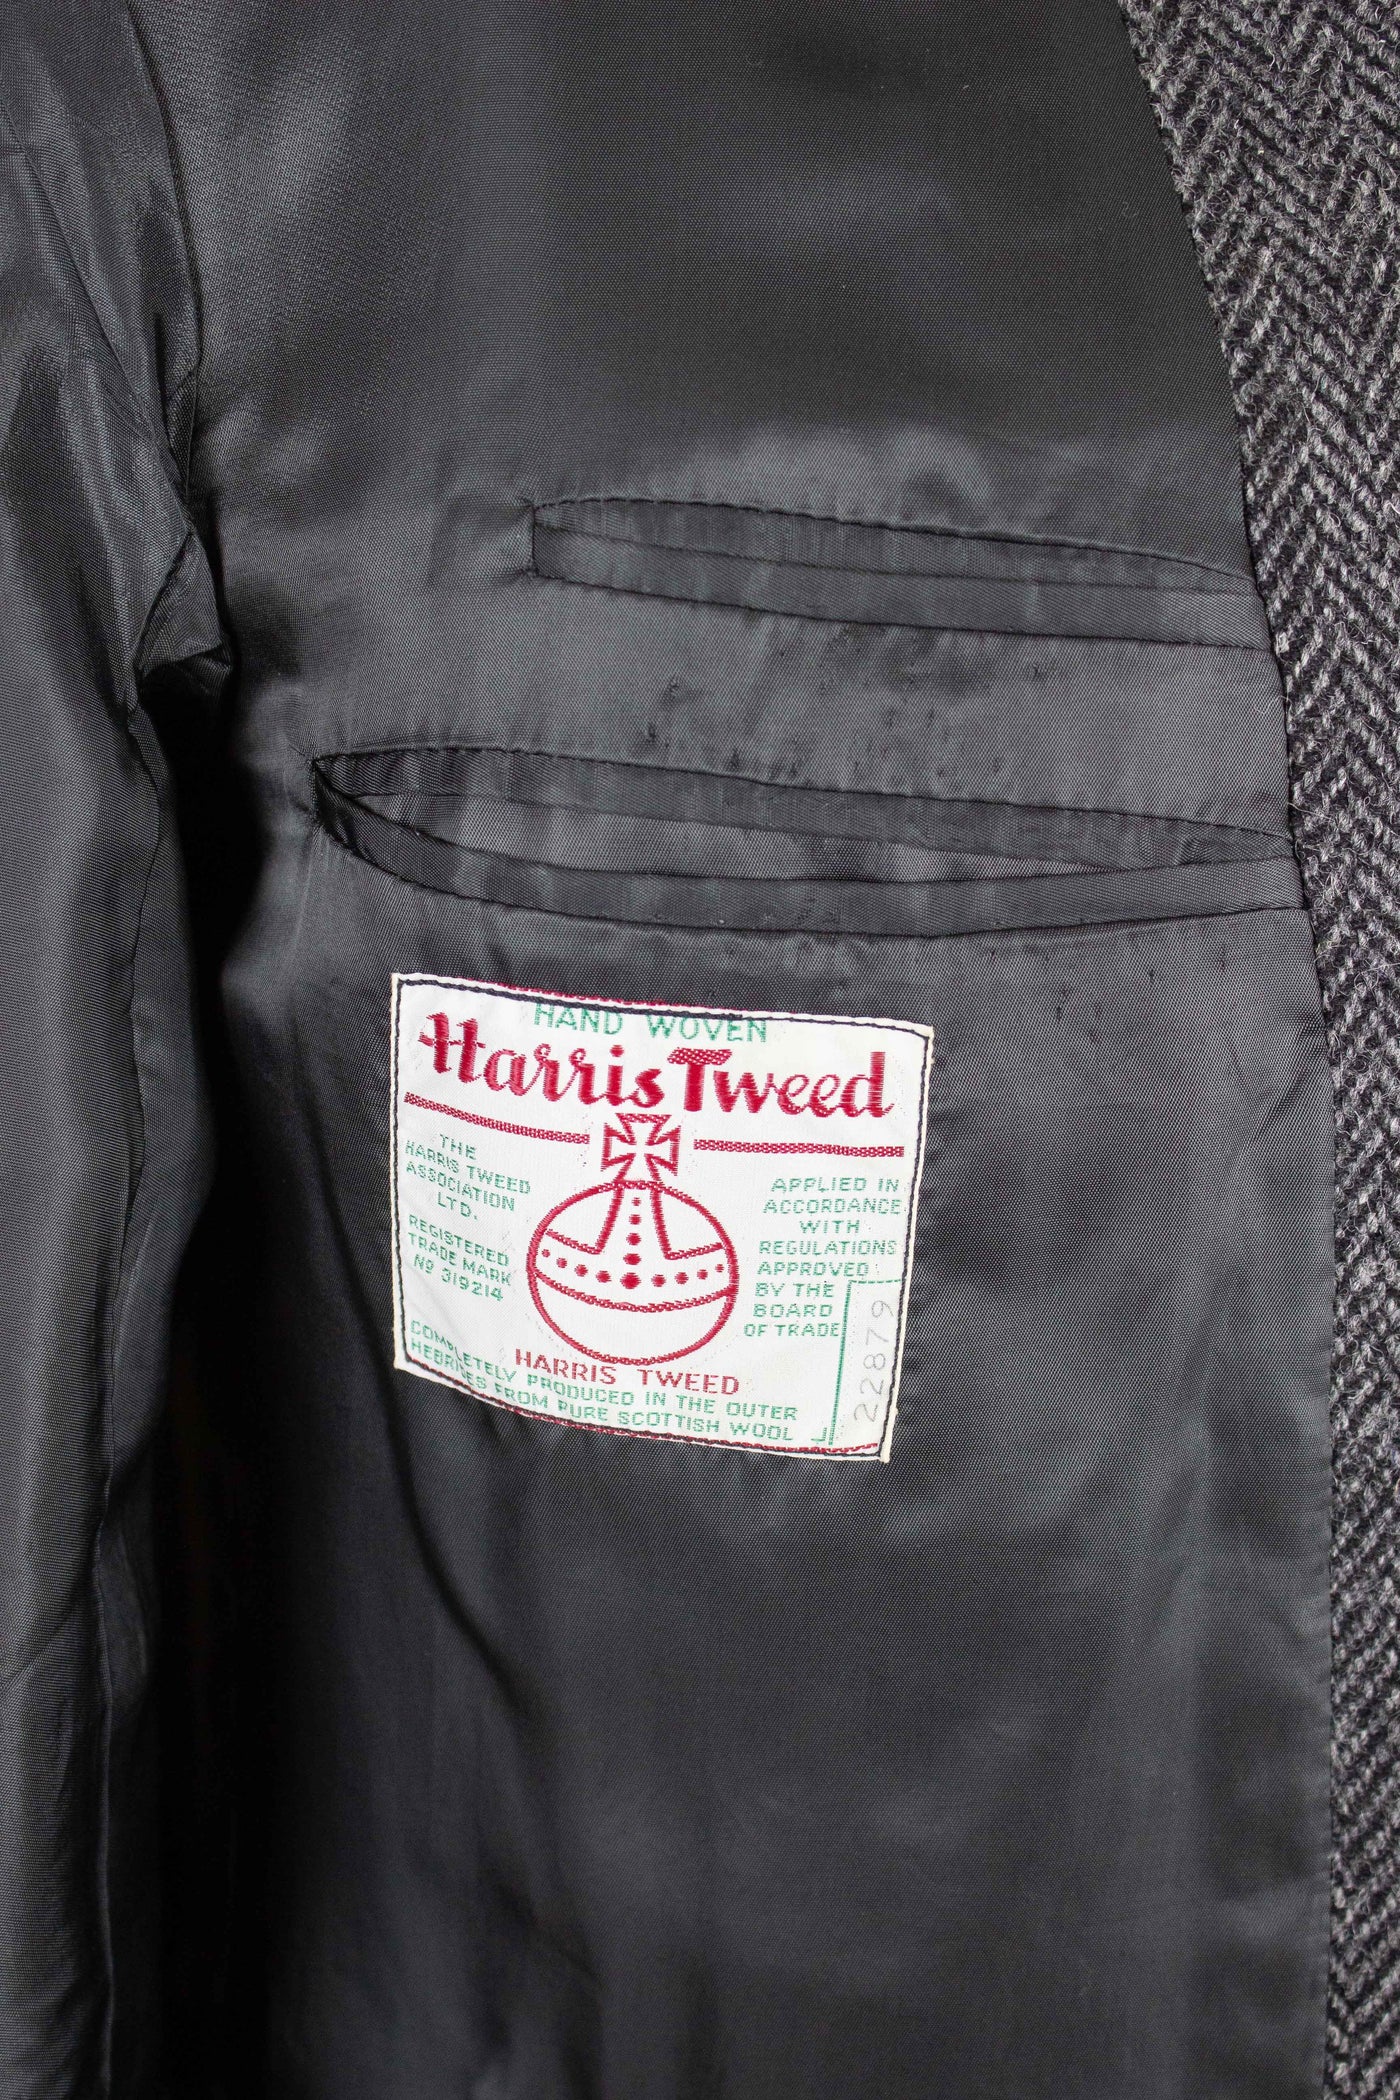 HAND WOVEN
Harris Tweed
THE
HARRIS TWEED
ASSOCIATION
LTD.
REGISTERED
TRADE MARK
No 319214
APPLIED IN
ACCORDANCE
WITH
REGULATIONS
APPROVED
BY THE
BOARD
OF TRADE
22879
HARRIS TWEED
COMPLETELY PRODUCED IN THE OUTER
HEBRIDES FROM PURE SCOTTISH WOOL